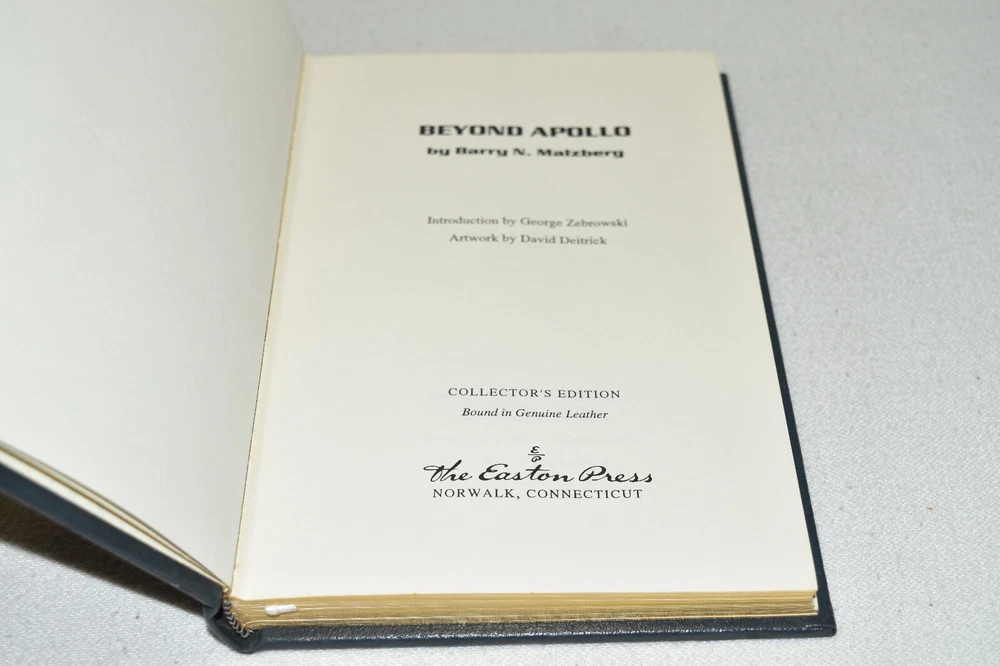 BEYOND APOLLO
by Barry N. Malzberg
Introduction by George Zebrowski
Artwork by David Deitrick
COLLECTOR'S EDITION
Bound in Genuine Leather
EP
The Easton Press
NORWALK, CONNECTICUT